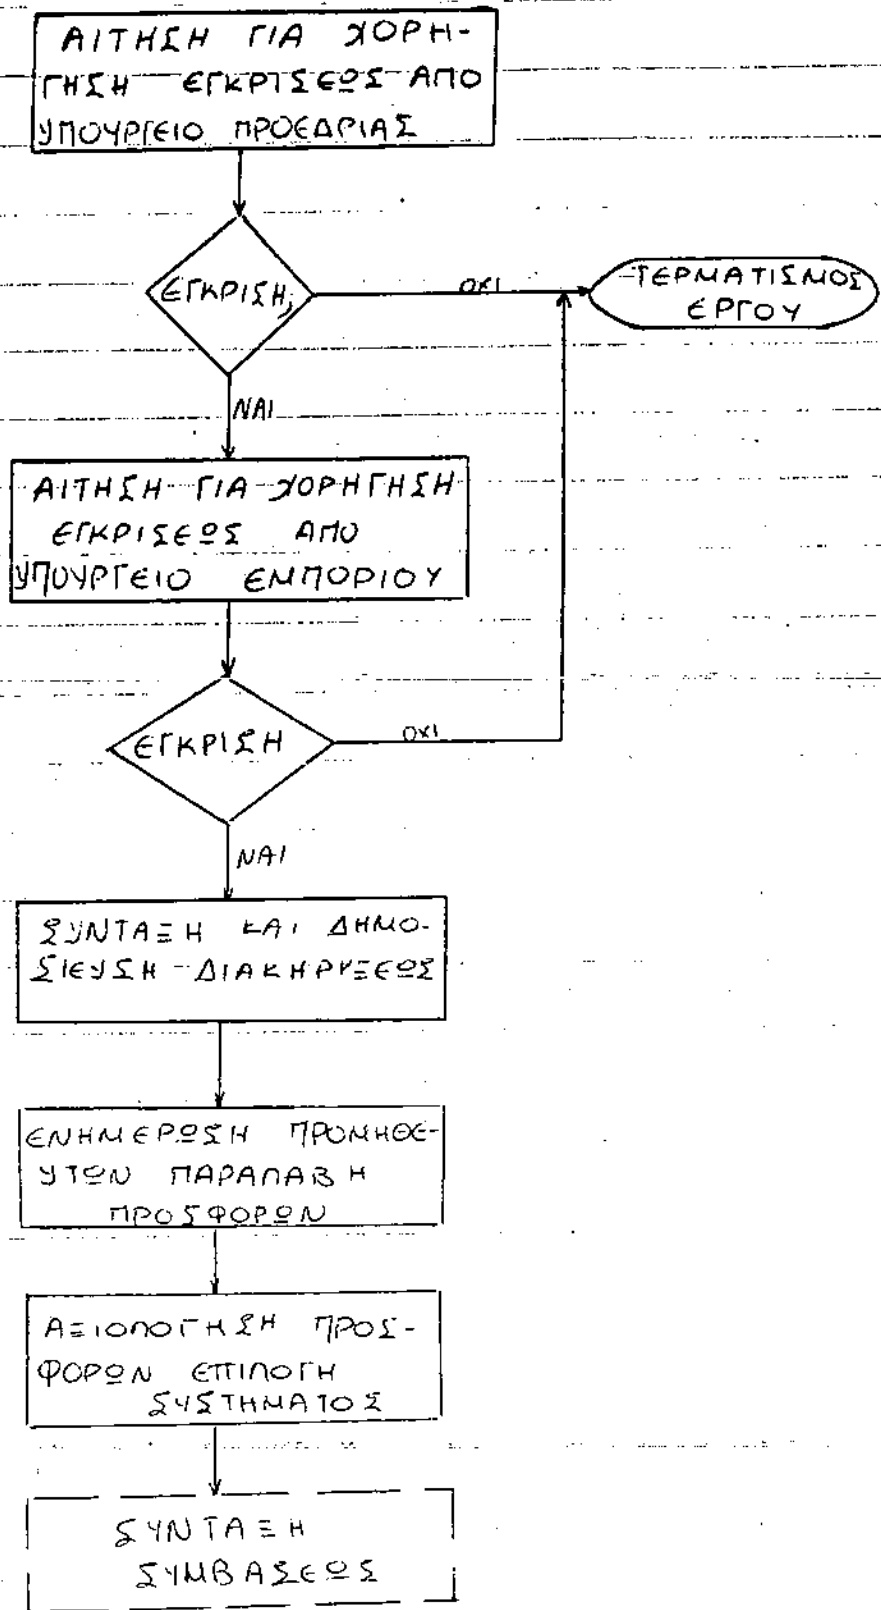 ΑΙΤΗΣΗ ΓΙΑ ΧΟΡΗ-
ΓΗΣΗ ΕΓΚΡΙΣΕΩΣ ΑΠΟ
ΥΠΟΥΡΓΕΙΟ ΠΡΟΕΔΡΙΑΣ
ΕΓΚΡΙΣΗ;
ΟΧΙ
ΤΕΡΜΑΤΙΣΜΟΣ
ΕΡΓΟΥ
ΝΑΙ
ΑΙΤΗΣΗ ΓΙΑ ΧΟΡΗΓΗΣΗ
ΕΓΚΡΙΣΕΩΣ ΑΠΟ
ΥΠΟΥΡΓΕΙΟ ΕΜΠΟΡΙΟΥ
ΕΓΚΡΙΣΗ
ΟΧΙ
ΝΑΙ
ΣΥΝΤΑΞΗ ΚΑΙ ΔΗΜΟ-
ΣΙΕΥΣΗ ΔΙΑΚΗΡΥΞΕΩΣ
ΕΝΗΜΕΡΩΣΗ ΠΡΟΜΗΘΕ-
ΥΤΩΝ ΠΑΡΑΛΑΒΗ
ΠΡΟΣΦΟΡΩΝ
ΑΞΙΟΛΟΓΗΣΗ ΠΡΟΣ-
ΦΟΡΩΝ ΕΠΙΛΟΓΗ
ΣΥΣΤΗΜΑΤΟΣ
ΣΥΝΤΑΞΗ
ΣΥΜΒΑΣΕΩΣ